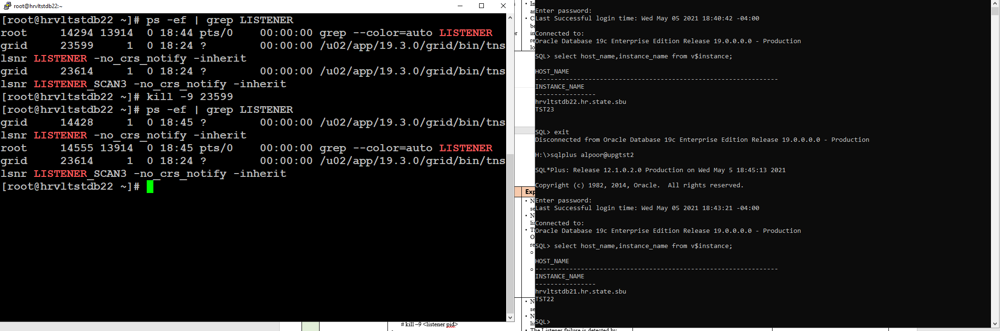 root@hrvltstdb22:~
[root@hrvltstdb22 ~]# ps -ef | grep LISTENER
root     14294 13914  0 18:44 pts/0    00:00:00 grep --color=auto LISTENER
grid     23599     1  0 18:24 ?        00:00:00 /u02/app/19.3.0/grid/bin/tns
lsnr LISTENER -no_crs_notify -inherit
grid     23614     1  0 18:24 ?        00:00:00 /u02/app/19.3.0/grid/bin/tns
lsnr LISTENER_SCAN3 -no_crs_notify -inherit
[root@hrvltstdb22 ~]# kill -9 23599
[root@hrvltstdb22 ~]# ps -ef | grep LISTENER
grid     14428     1  0 18:45 ?        00:00:00 /u02/app/19.3.0/grid/bin/tns
lsnr LISTENER -no_crs_notify -inherit
root     14555 13914  0 18:45 pts/0    00:00:00 grep --color=auto LISTENER
grid     23614     1  0 18:24 ?        00:00:00 /u02/app/19.3.0/grid/bin/tns
lsnr LISTENER_SCAN3 -no_crs_notify -inherit
[root@hrvltstdb22 ~]#
# kill –9 <listener pid>
Exp
The Listener failure is detected by
Enter password:
Last Successful login time: Wed May 05 2021 18:40:42 -04:00
Connected to:
Oracle Database 19c Enterprise Edition Release 19.0.0.0.0 - Production
SQL> select host_name,instance_name from v$instance;
HOST_NAME
----------------------------------------------------------------
INSTANCE_NAME
----------------
hrvltstdb22.hr.state.sbu
TST23
SQL> exit
Disconnected from Oracle Database 19c Enterprise Edition Release 19.0.0.0.0 - Production
H:\>sqlplus alpoor@upgtst2
SQL*Plus: Release 12.1.0.2.0 Production on Wed May 5 18:45:13 2021
Copyright (c) 1982, 2014, Oracle.  All rights reserved.
Enter password:
Last Successful login time: Wed May 05 2021 18:43:21 -04:00
Connected to:
Oracle Database 19c Enterprise Edition Release 19.0.0.0.0 - Production
SQL> select host_name,instance_name from v$instance;
HOST_NAME
----------------------------------------------------------------
INSTANCE_NAME
----------------
hrvltstdb21.hr.state.sbu
TST22
SQL>